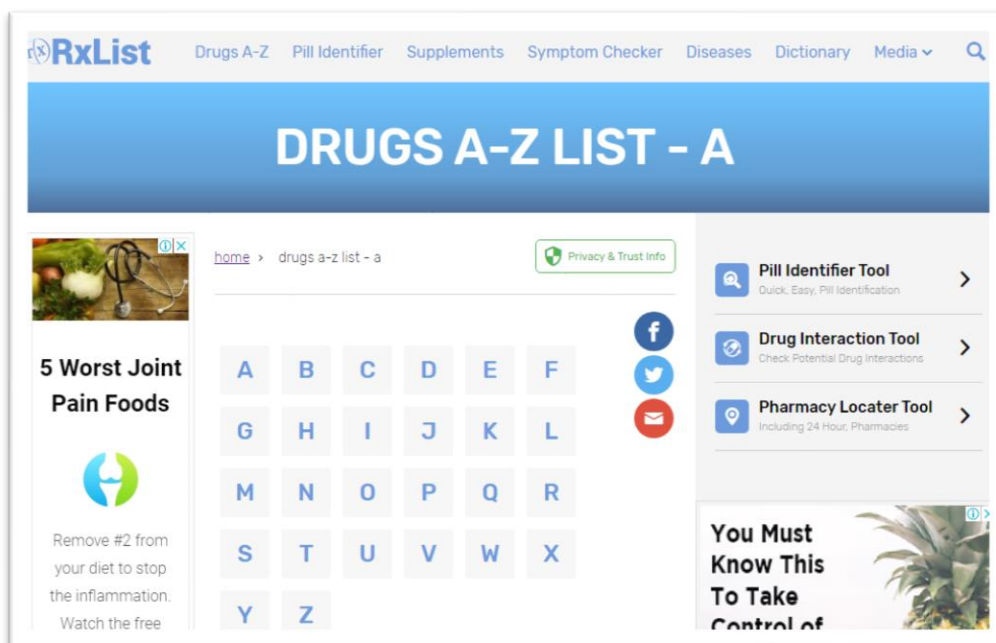 RxList
Drugs A-Z Pill Identifier Supplements Symptom Checker Diseases Dictionary Media
DRUGS A-Z LIST - A
home › drugs a-z list - a
Privacy & Trust Info
5 Worst Joint
Pain Foods
Remove #2 from
your diet to stop
the inflammation.
Watch the free
A B C D E F
G H I J K L
M N O P Q R
S T U V W X
Y Z
Pill Identifier Tool
Quick, Easy, Pill Identification
Drug Interaction Tool
Check Potential Drug Interactions
Pharmacy Locater Tool
Including 24 Hour, Pharmacies
You Must
Know This
To Take
Control of